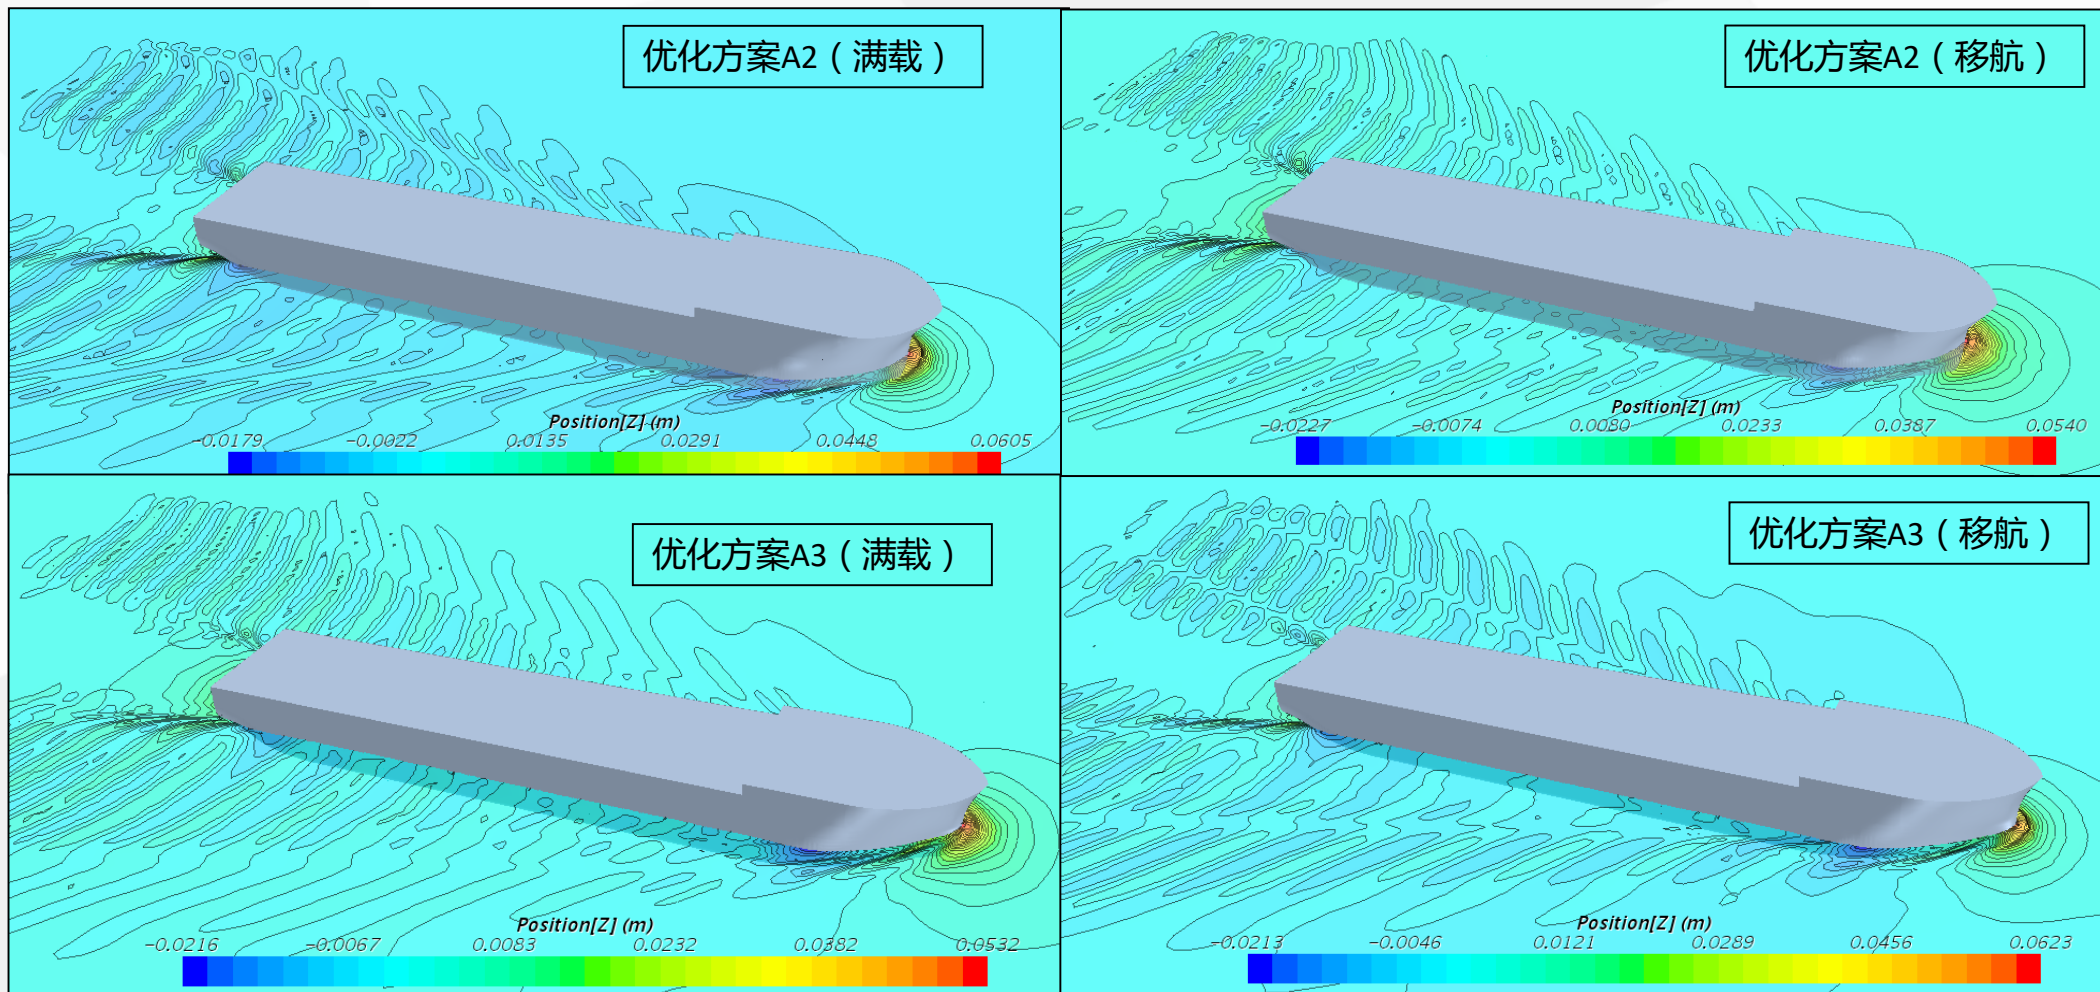 优化方案A2（满载）
Position[Z] (m)
-0.0179 -0.0022 0.0135 0.0291 0.0448 0.0605
优化方案A2（移航）
Position[Z] (m)
-0.0227 -0.0074 0.0080 0.0233 0.0387 0.0540
优化方案A3（满载）
Position[Z] (m)
-0.0216 -0.0067 0.0083 0.0232 0.0382 0.0532
优化方案A3（移航）
Position[Z] (m)
-0.0213 -0.0046 0.0121 0.0289 0.0456 0.0623